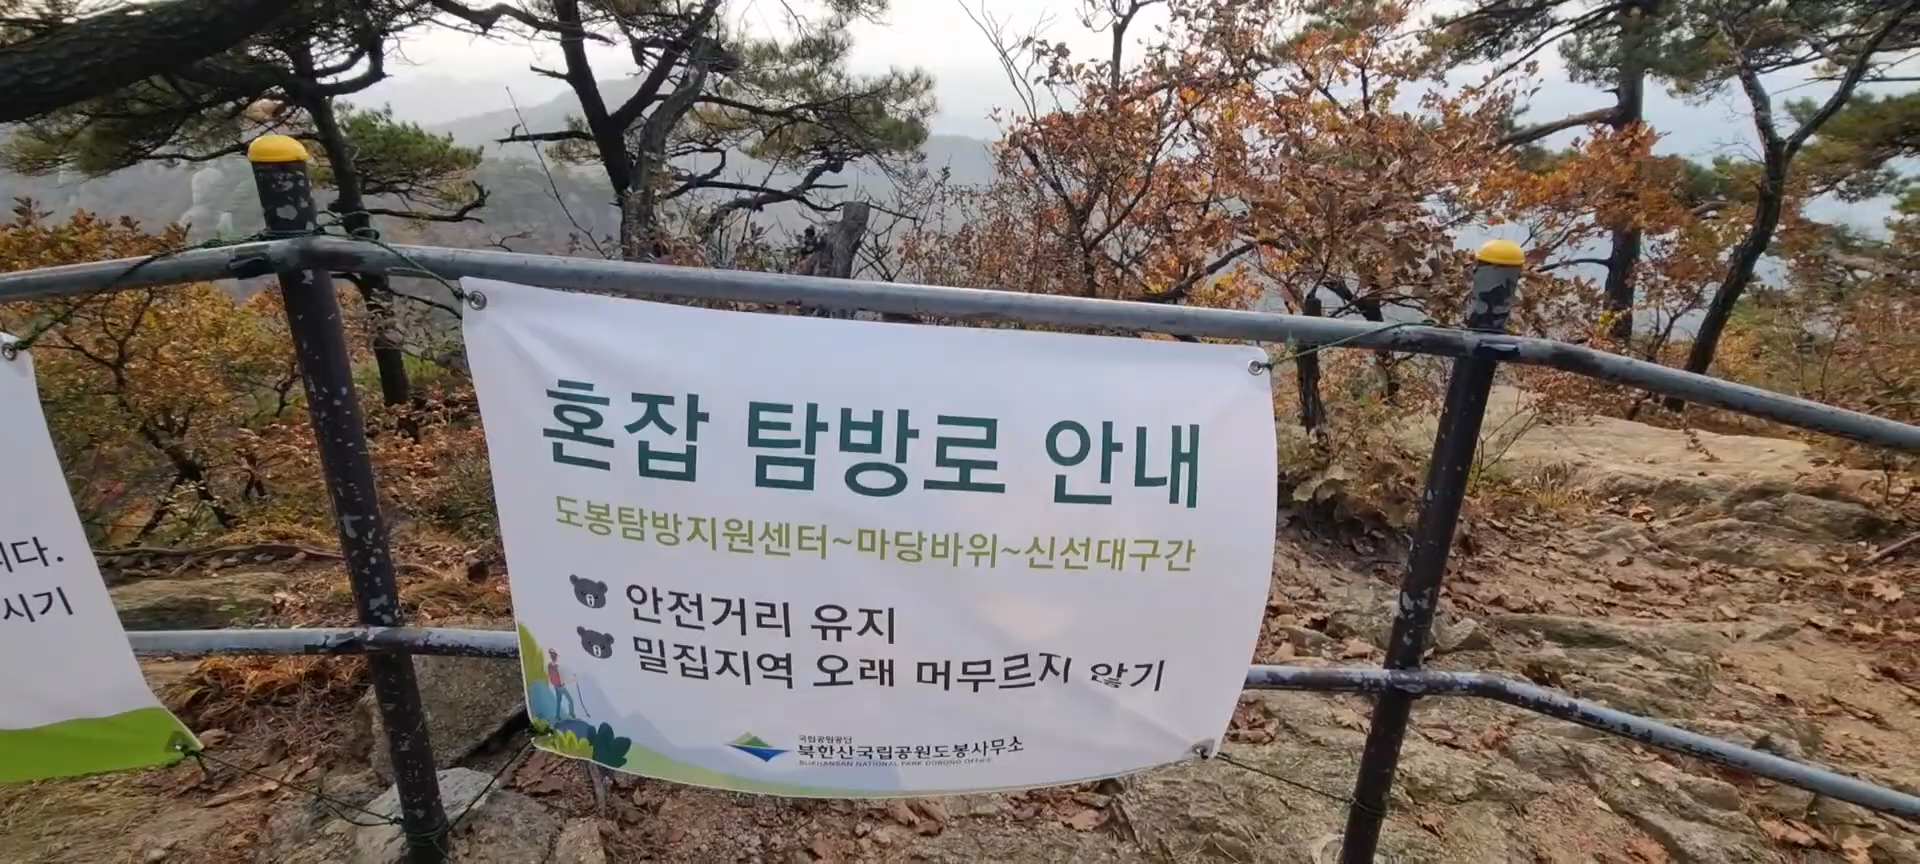 니다.
시기
혼잡 탐방로 안내
도봉탐방지원센터~마당바위~신선대구간
안전거리 유지
밀집지역 오래 머무르지 않기
국립공원공단
북한산국립공원도봉사무소
BUKHANSAN NATIONAL PARK DOBONG OFFICE